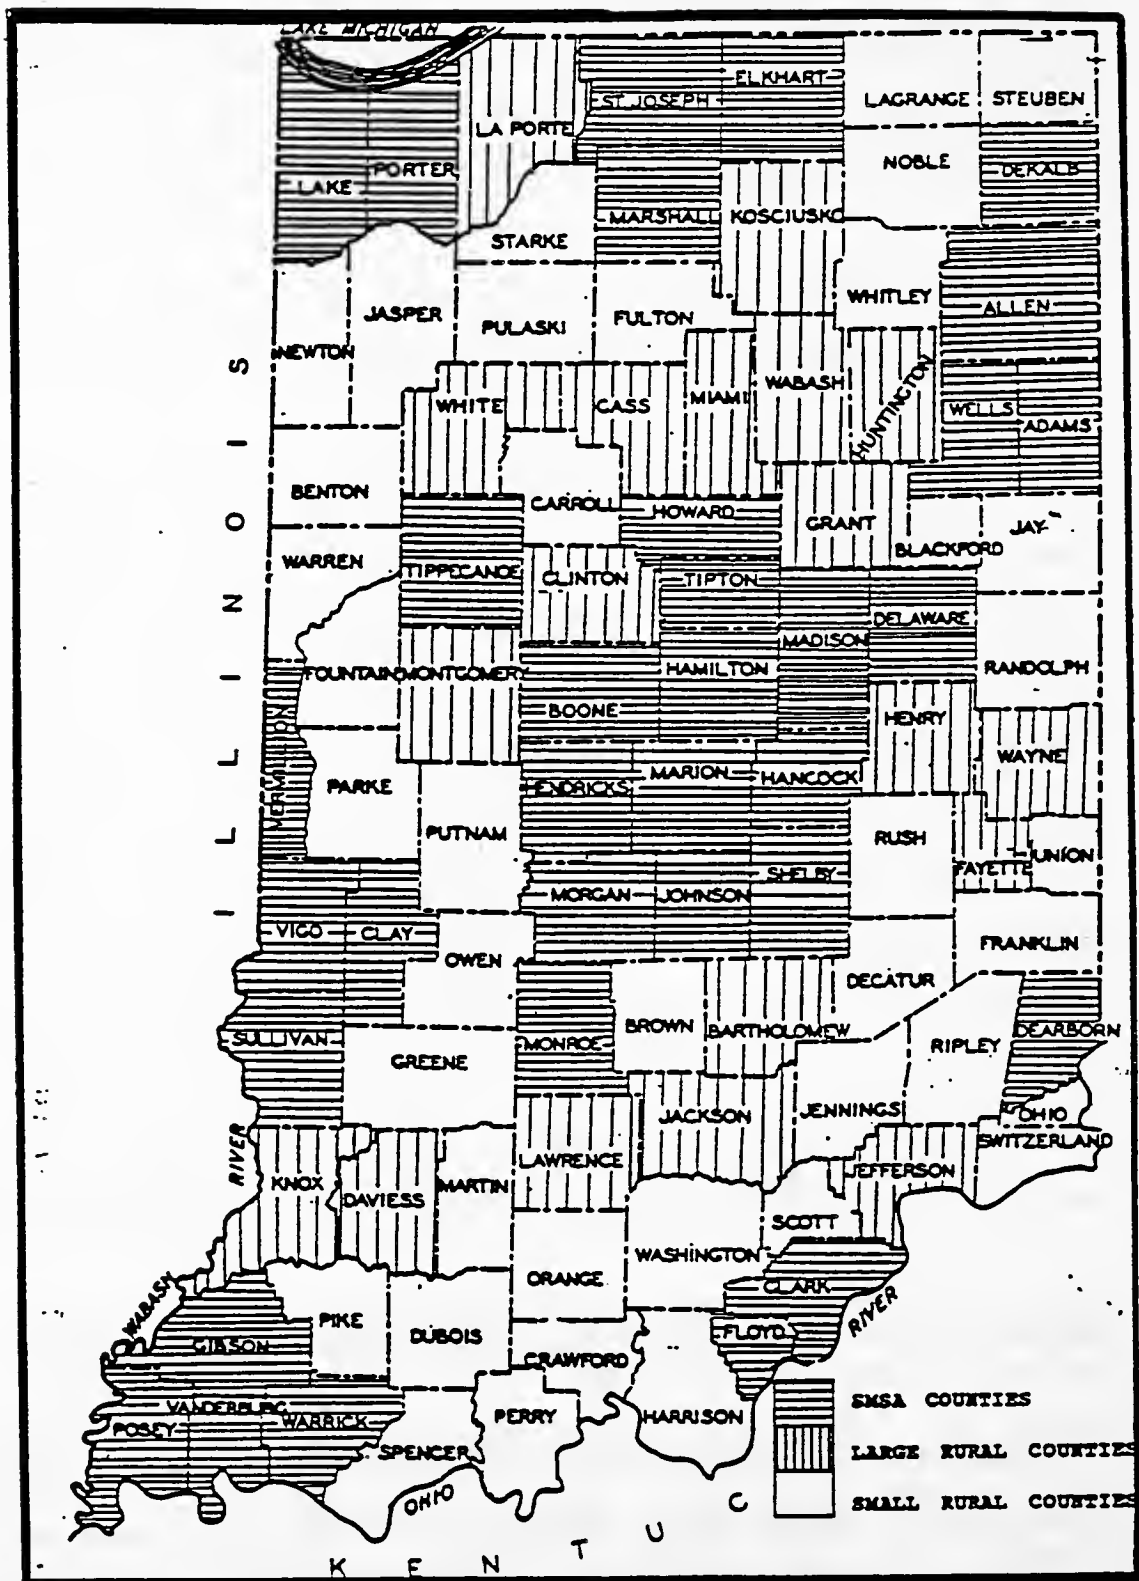 LAKE MICHIGAN
ELKHART
ST. JOSEPH
LAGRANGE
STEUBEN
LA PORTE
NOBLE
DEKALB
PORTER
LAKE
MARSHALL
KOSCIUSKO
STARKE
WHITLEY
ALLEN
JASPER
PULASKI
FULTON
NEWTON
WHITE
CASS
MIAMI
WABASH
HUNTINGTON
WELLS
ADAMS
BENTON
CARROLL
HOWARD
GRANT
BLACKFORD
JAY
WARREN
TIPPECANOE
CLINTON
TIPTON
DELAWARE
MADISON
FOUNTAIN
MONTGOMERY
HAMILTON
RANDOLPH
BOONE
HENRY
VERMILLION
WAYNE
PARKE
HENDRICKS
MARION
HANCOCK
PUTNAM
RUSH
UNION
FAYETTE
SHELBY
MORGAN
JOHNSON
VIGO
CLAY
OWEN
FRANKLIN
DECATUR
BROWN
BARTHOLOMEW
DEARBORN
SULLIVAN
GREENE
MONROE
RIPLEY
JACKSON
JENNINGS
OHIO
SWITZERLAND
LAWRENCE
JEFFERSON
KNOX
DAVIESS
MARTIN
SCOTT
WASHINGTON
ORANGE
CLARK
PIKE
DUBOIS
FLOYD
GIBSON
CRAWFORD
VANDERBURG
POSEY
WARRICK
PERRY
HARRISON
SPENCER
ILLINOIS
WABASH RIVER
OHIO RIVER
KENTUC
SMSA COUNTIES
LARGE RURAL COUNTIES
SMALL RURAL COUNTIES